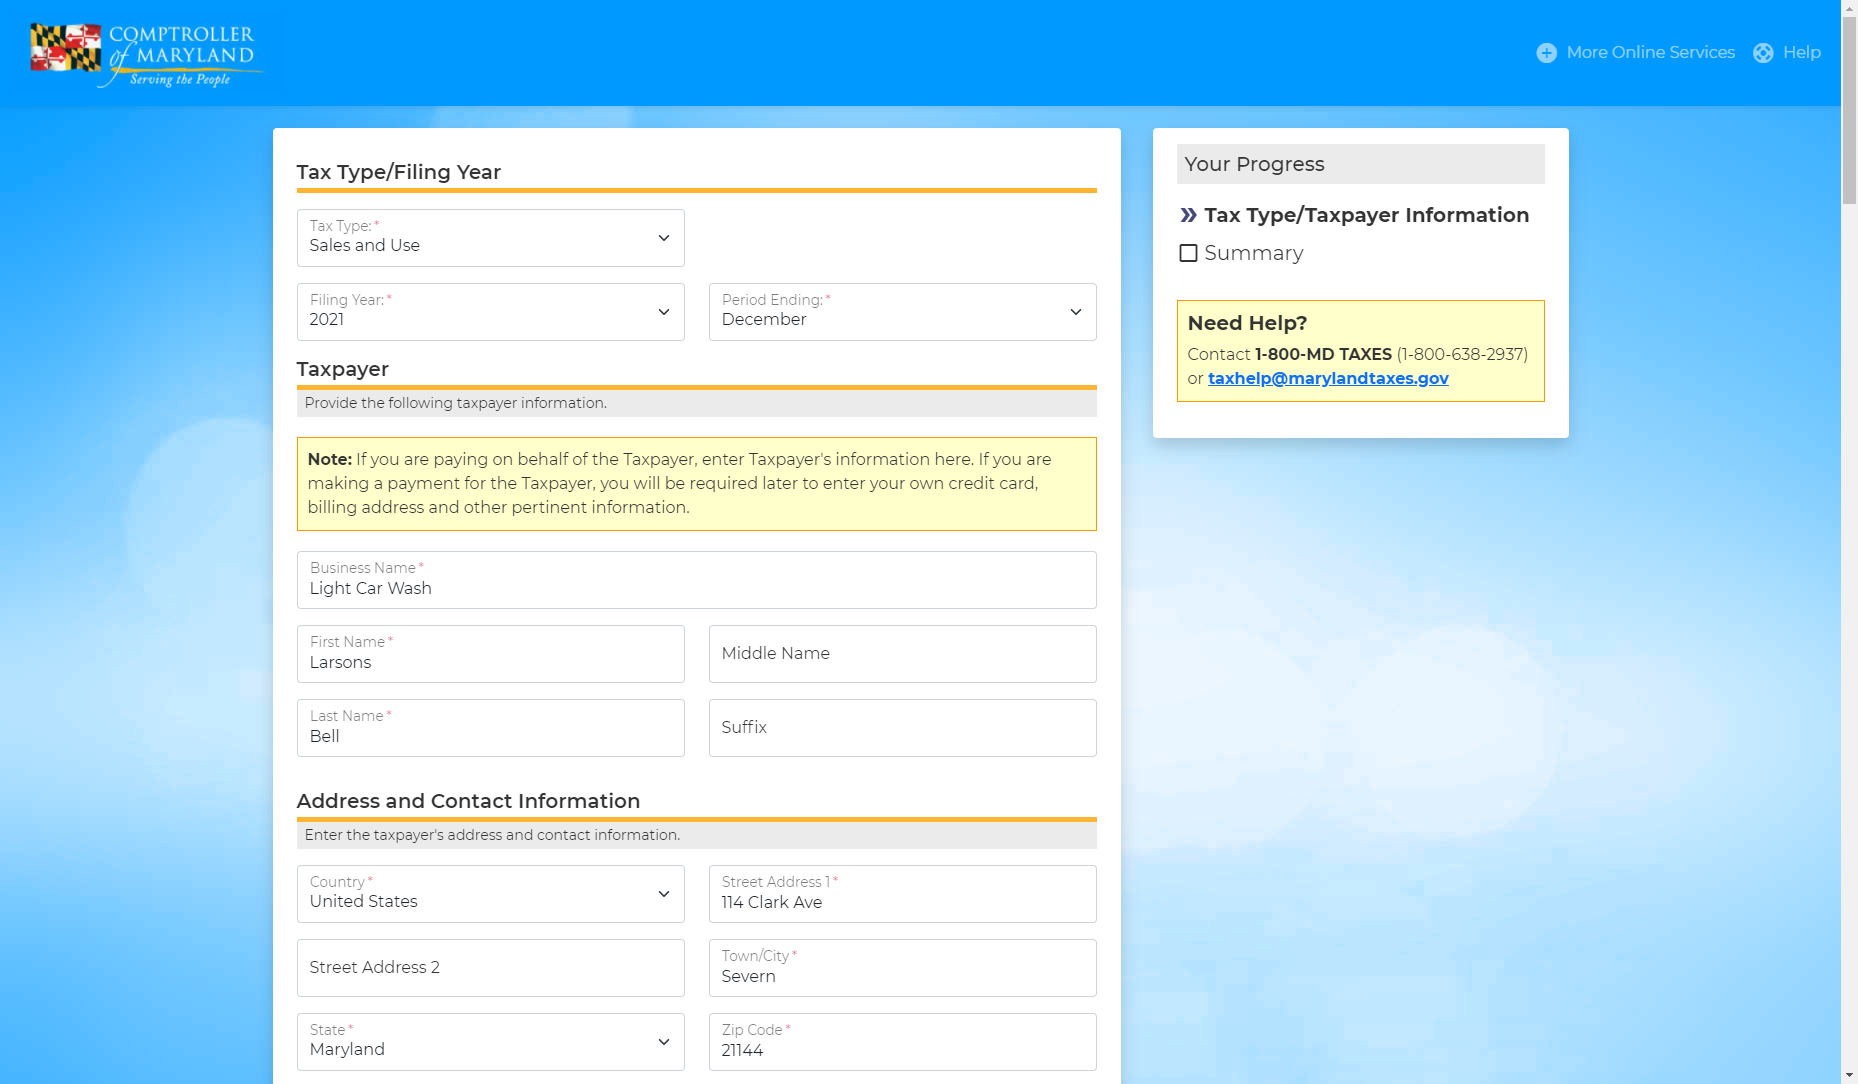 COMPTROLLER
of MARYLAND
Serving the People
More Online Services
Help
Tax Type/Filing Year
Tax Type: *
Sales and Use
Filing Year: *
2021
Period Ending: *
December
Taxpayer
Provide the following taxpayer information.
Note: If you are paying on behalf of the Taxpayer, enter Taxpayer's information here. If you are
making a payment for the Taxpayer, you will be required later to enter your own credit card,
billing address and other pertinent information.
Business Name *
Light Car Wash
First Name *
Larsons
Middle Name
Last Name *
Bell
Suffix
Address and Contact Information
Enter the taxpayer's address and contact information.
Country *
United States
Street Address 1 *
114 Clark Ave
Street Address 2
Town/City *
Severn
State *
Maryland
Zip Code *
21144
Your Progress
» Tax Type/Taxpayer Information
Summary
Need Help?
Contact 1-800-MD TAXES (1-800-638-2937)
or taxhelp@marylandtaxes.gov